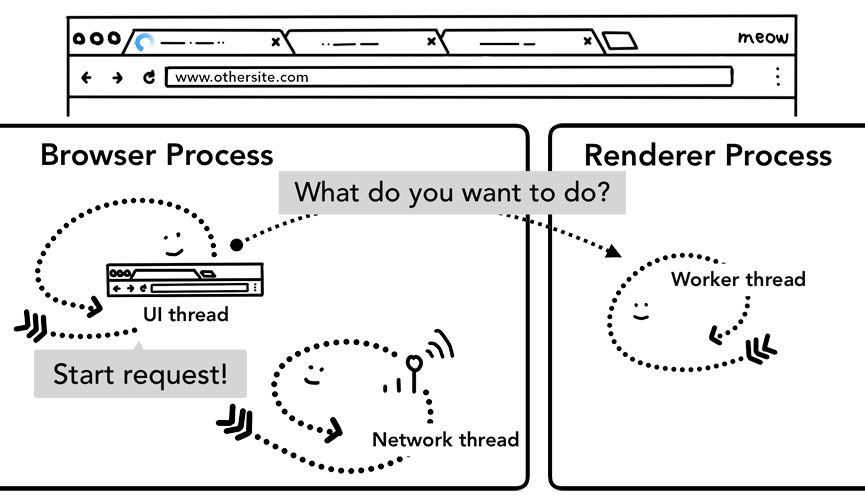 meow
www.othersite.com
Browser Process
Renderer Process
What do you want to do?
Worker thread
UI thread
Start request!
Network thread